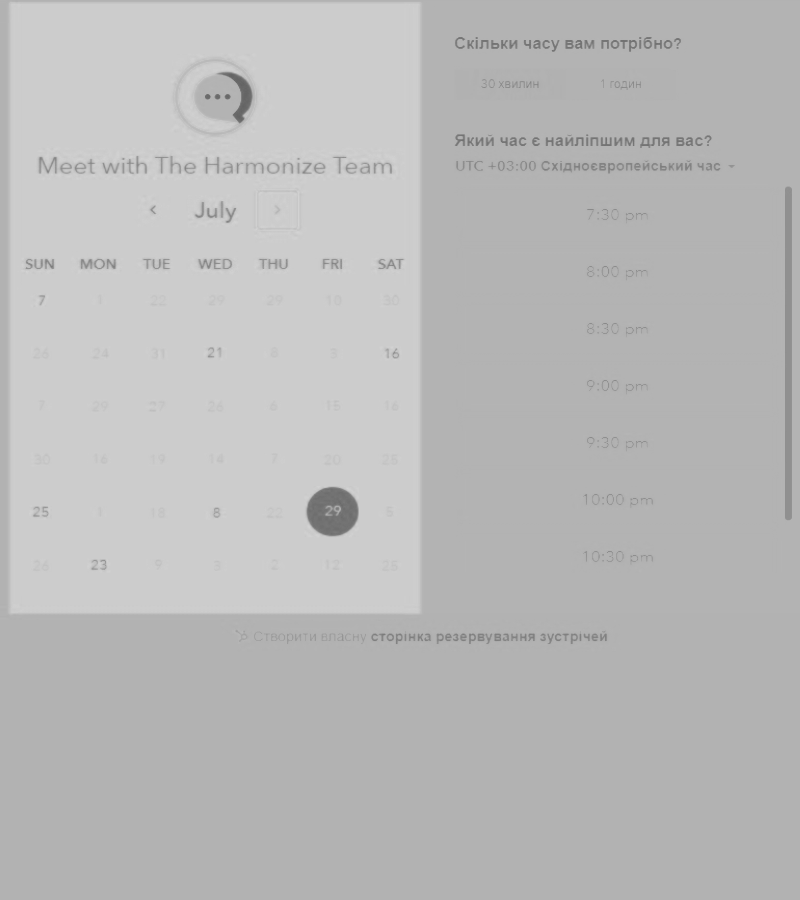 Meet with The Harmonize Team
July
SUN MON TUE WED THU FRI SAT
7 1 22 29 29 10 30
26 24 31 21 16
29 27 26 6 15 16
30 16 19 14 7 20 25
25 1 18 8 22 29 5
26 23 9 3 2 12 25
Скільки часу вам потрібно?
30 хвилин 1 годин
Який час є найліпшим для вас?
UTC +03:00 Східноєвропейський час
7:30 pm
8:00 pm
8:30 pm
9:00 pm
9:30 pm
10:00 pm
10:30 pm
Створити власну сторінка резервування зустрічей